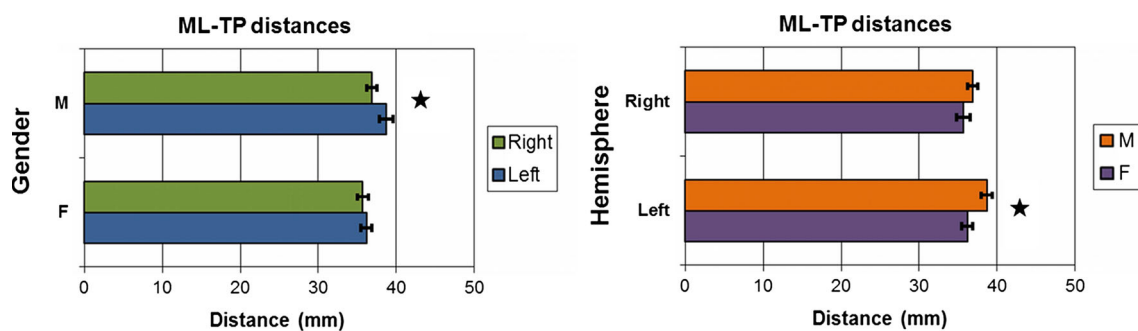 ML-TP distances
Gender
M
F
Right
Left
0 10 20 30 40 50
Distance (mm)
ML-TP distances
Hemisphere
Right
Left
M
F
0 10 20 30 40 50
Distance (mm)